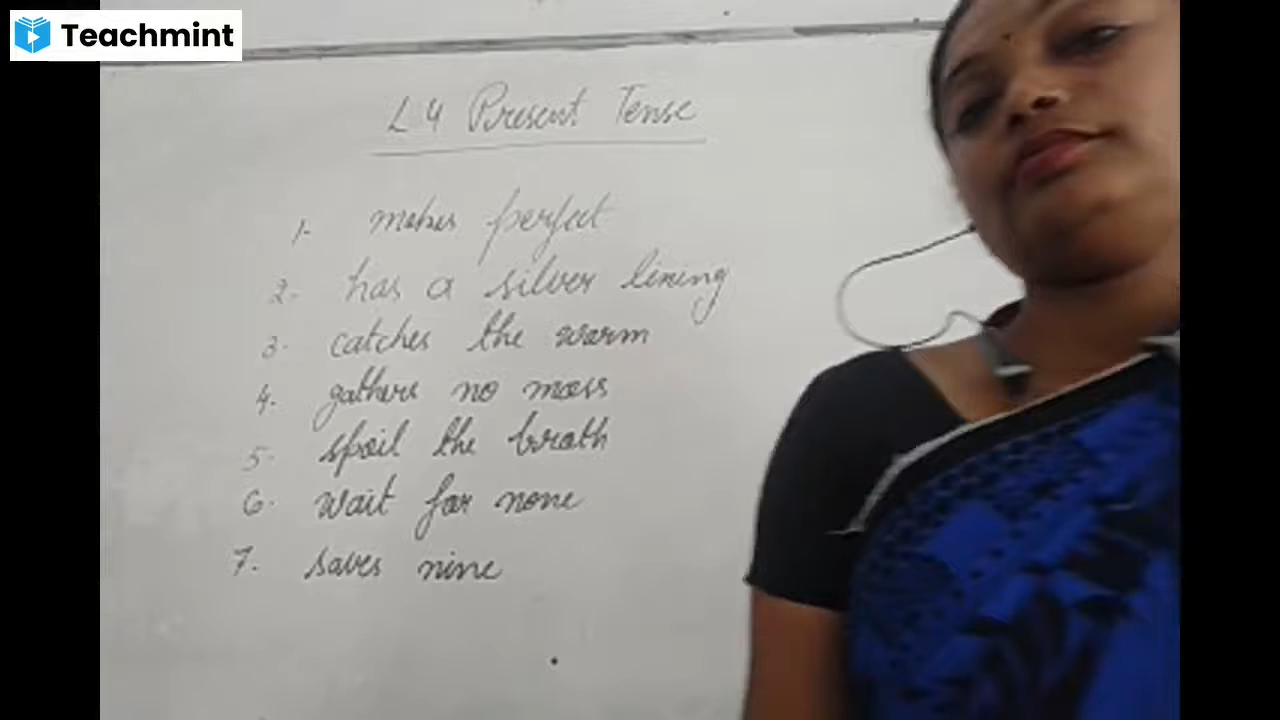 Teachmint
L 4 Present Tense
1. makes perfect
2. has a silver lining
3. catches the warm
4. gathers no moss
5. spoil the broth
6. wait for none
7. saves nine